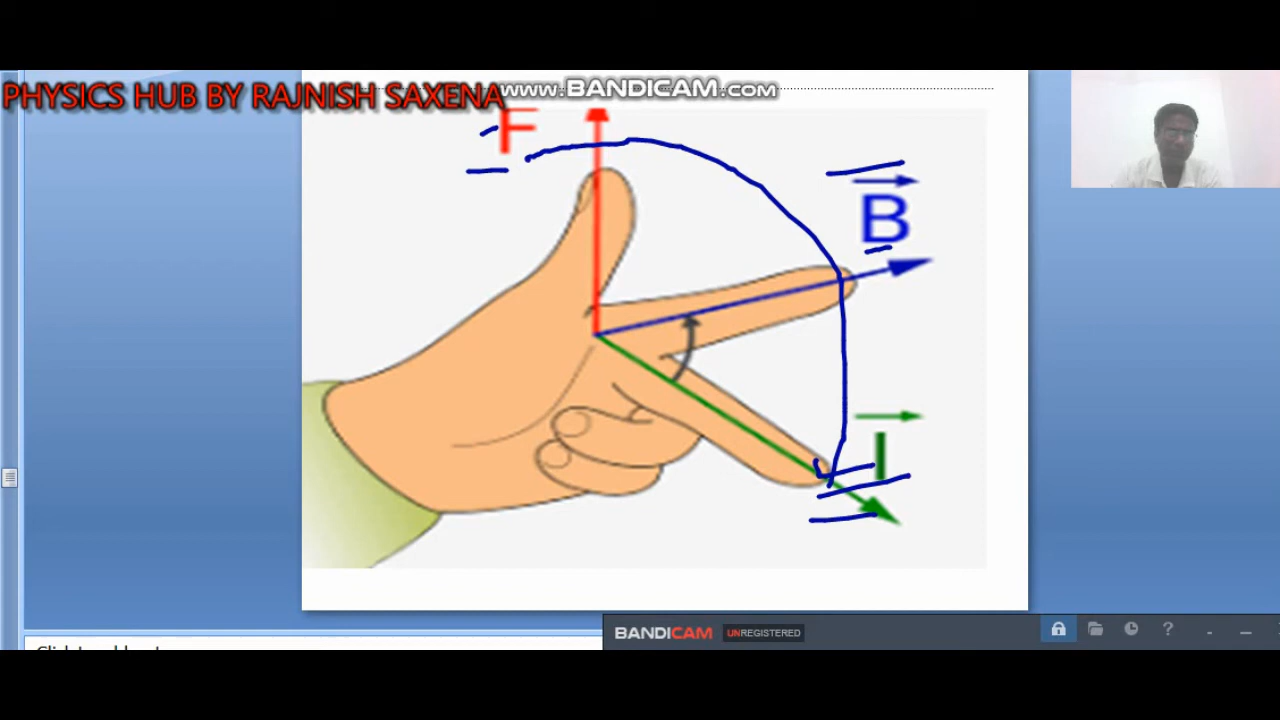 PHYSICS HUB BY RAJNISH SAXENA
www.BANDICAM.com
F
B
I
BANDICAM UNREGISTERED
?